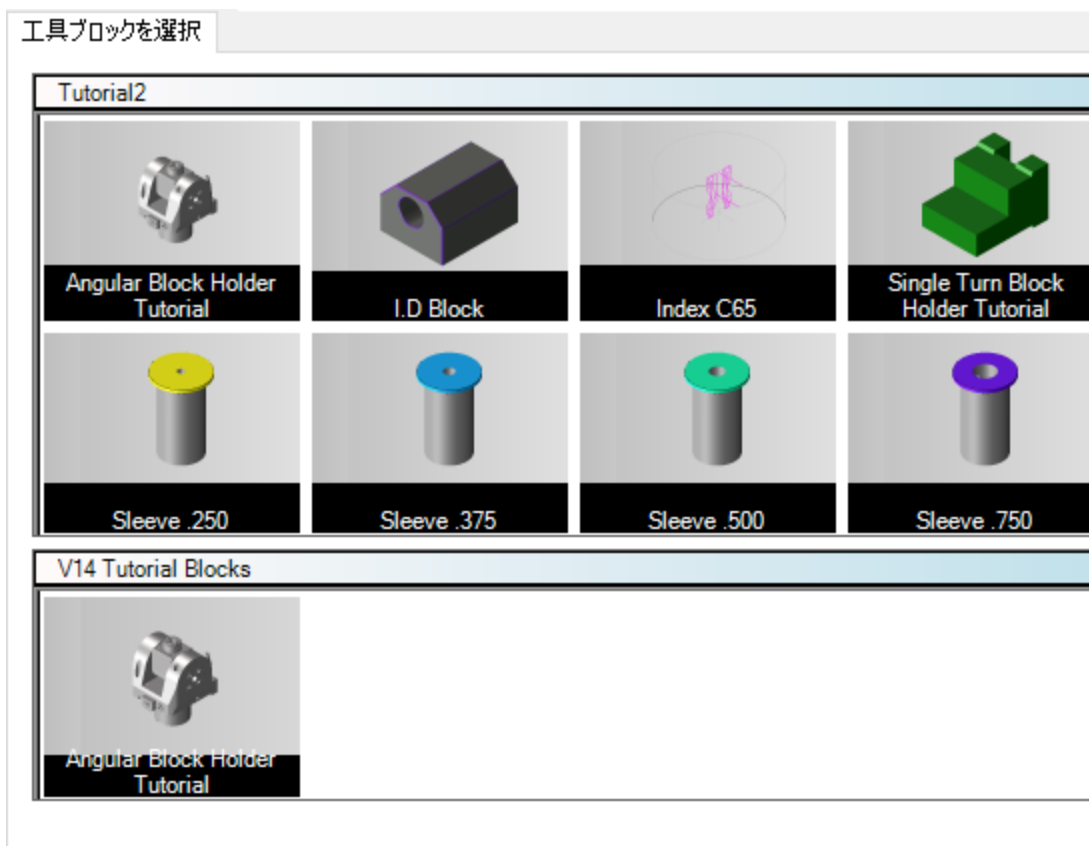 工具ブロックを選択
Tutorial2
Angular Block Holder
Tutorial
I.D Block
Index C65
Single Turn Block
Holder Tutorial
Sleeve .250
Sleeve .375
Sleeve .500
Sleeve .750
V14 Tutorial Blocks
Angular Block Holder
Tutorial